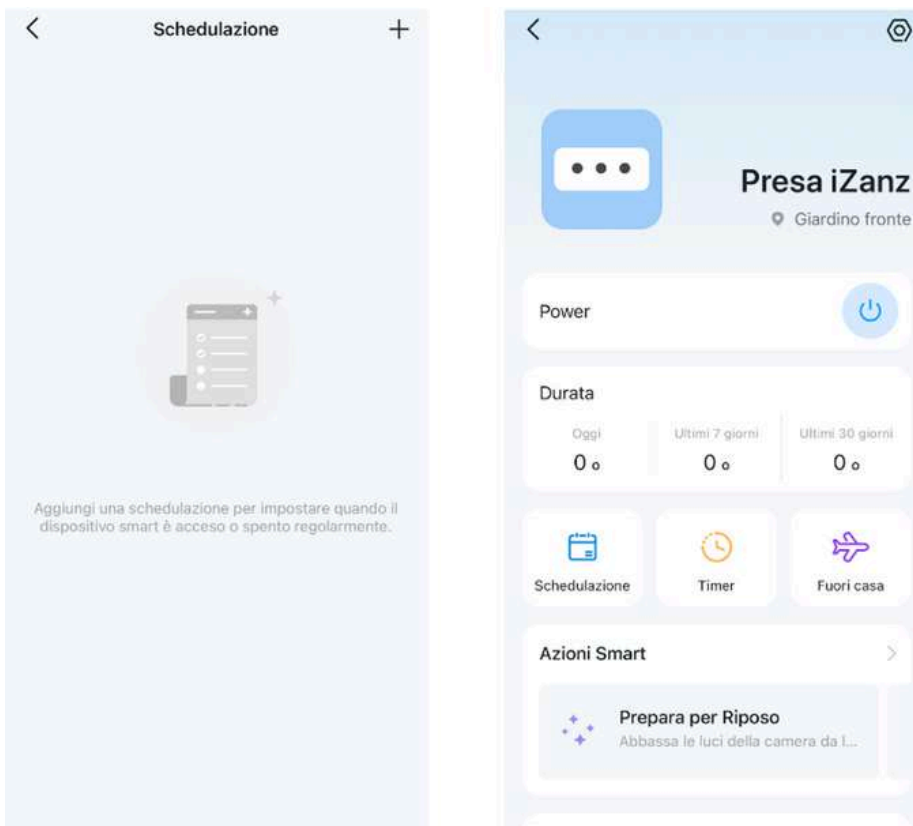 Schedulazione
Aggiungi una schedulazione per impostare quando il
dispositivo smart è acceso o spento regolarmente.
Presa iZanz
Giardino fronte
Power
Durata
Oggi
Ultimi 7 giorni
Ultimi 30 giorni
0 o
0 o
0 o
Schedulazione
Timer
Fuori casa
Azioni Smart
Prepara per Riposo
Abbassa le luci della camera da l...